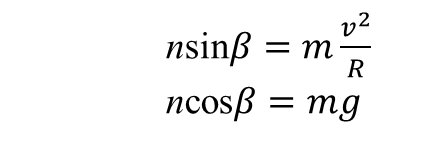 nsinβ = m v²/R
ncosβ = mg